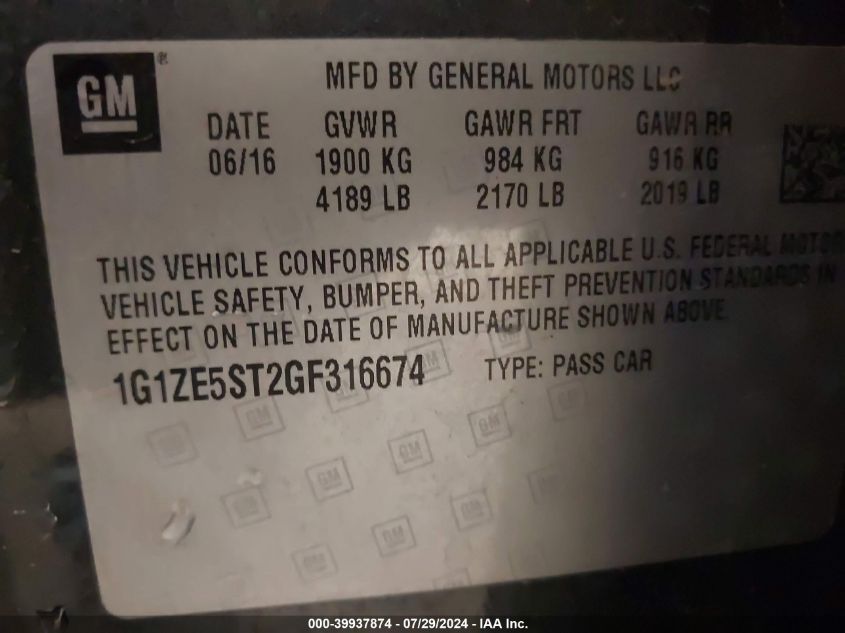 GM
MFD BY GENERAL MOTORS LLC
DATE GVWR GAWR FRT GAWR RR
06/16 1900 KG 984 KG 916 KG
4189 LB 2170 LB 2019 LB
THIS VEHICLE CONFORMS TO ALL APPLICABLE U.S. FEDERAL MOTOR
VEHICLE SAFETY, BUMPER, AND THEFT PREVENTION STANDARDS IN
EFFECT ON THE DATE OF MANUFACTURE SHOWN ABOVE.
1G1ZE5ST2GF316674 TYPE: PASS CAR
000-39937874 / 07/29/2024 - IAA Inc.